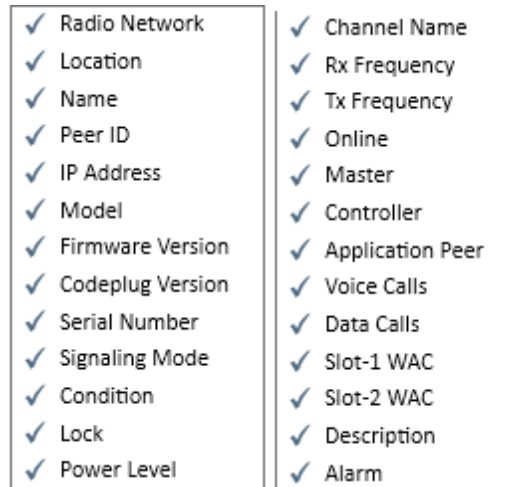 Radio Network
Location
Name
Peer ID
IP Address
Model
Firmware Version
Codeplug Version
Serial Number
Signaling Mode
Condition
Lock
Power Level
Channel Name
Rx Frequency
Tx Frequency
Online
Master
Controller
Application Peer
Voice Calls
Data Calls
Slot-1 WAC
Slot-2 WAC
Description
Alarm